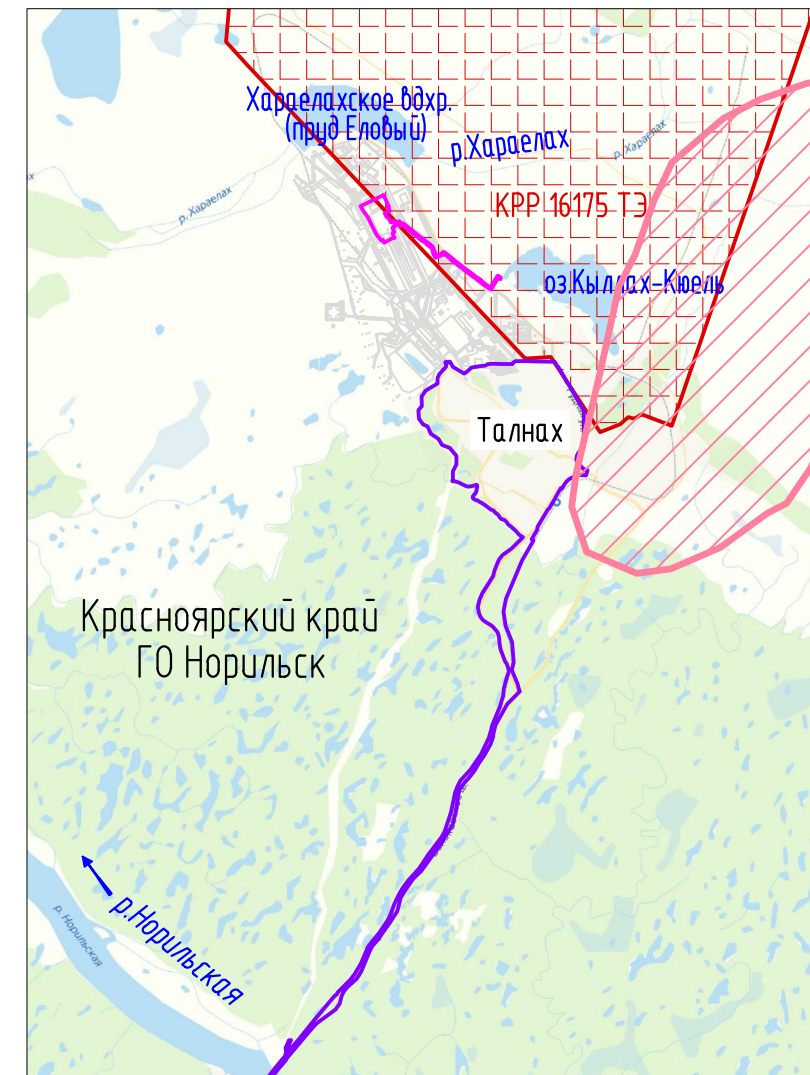 Хараелахское вдхр.
(пруд Еловый)
р.Хараелах
р. Хараелах
р. Хараелах
КРР 16175 ТЭ
оз.Кыллах-Кюель
Талнах
Красноярский край
ГО Норильск
р.Норильская
р. Норильская